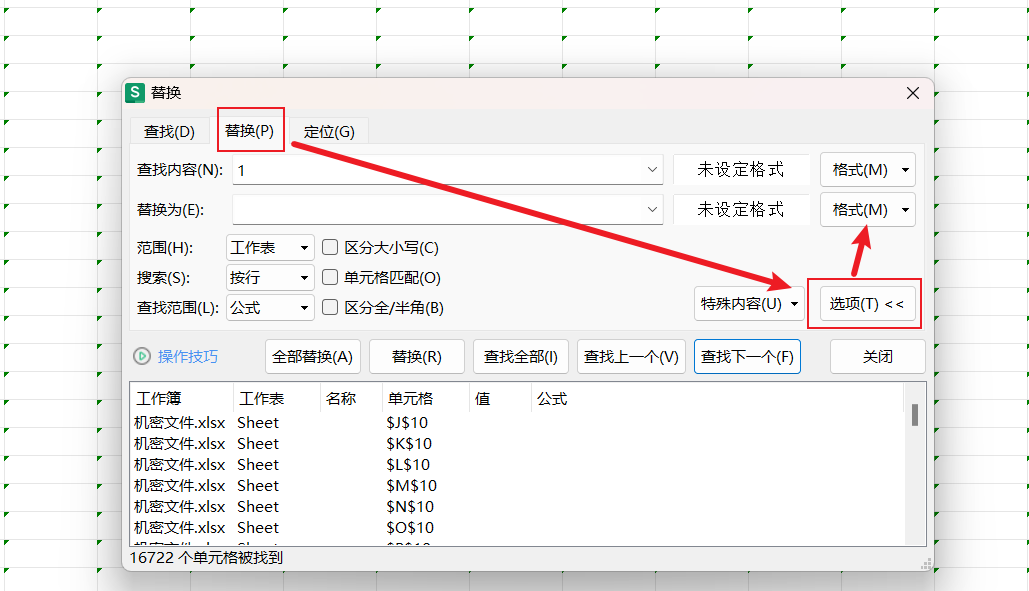 S 替换
查找(D) 替换(P) 定位(G)
查找内容(N): 1 未设定格式 格式(M)
替换为(E): 未设定格式 格式(M)
范围(H): 工作表 区分大小写(C)
搜索(S): 按行 单元格匹配(O)
查找范围(L): 公式 区分全/半角(B) 特殊内容(U) 选项(T) <<
操作技巧 全部替换(A) 替换(R) 查找全部(I) 查找上一个(V) 查找下一个(F) 关闭
工作簿 工作表 名称 单元格 值 公式
机密文件.xlsx Sheet $J$10
机密文件.xlsx Sheet $K$10
机密文件.xlsx Sheet $L$10
机密文件.xlsx Sheet $M$10
机密文件.xlsx Sheet $N$10
机密文件.xlsx Sheet $O$10
16722 个单元格被找到